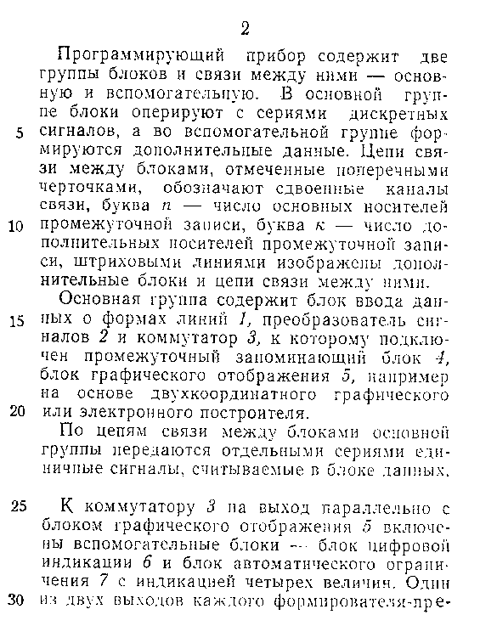 2
Программирующий прибор содержит две
группы блоков и связи между ними — основ-
ную и вспомогательную. В основной груп-
пе блоки оперируют с сериями дискретных
5 сигналов, а во вспомогательной группе фор-
мируются дополнительные данные. Цепи свя-
зи между блоками, отмеченные поперечными
черточками, обозначают сдвоенные каналы
связи, буква n — число основных носителей
10 промежуточной записи, буква к — число до-
полнительных носителей промежуточной запи-
си, штриховыми линиями изображены допол-
нительные блоки и цепи связи между ними.
Основная группа содержит блок ввода дан-
15 ных о формах линий 1, преобразователь сиг-
налов 2 и коммутатор 3, к которому подклю-
чен промежуточный запоминающий блок 4,
блок графического отображения 5, например
на основе двухкоординатного графического
20 или электронного построителя.
По цепям связи между блоками основной
группы передаются отдельными сериями еди-
ничные сигналы, считываемые в блоке данных.
25 К коммутатору 3 на выход параллельно с
блоком графического отображения 5 включе-
ны вспомогательные блоки — блок цифровой
индикации 6 и блок автоматического ограни-
чения 7 с индикацией четырех величин. Один
30 из двух выходов каждого формирователя-пре-